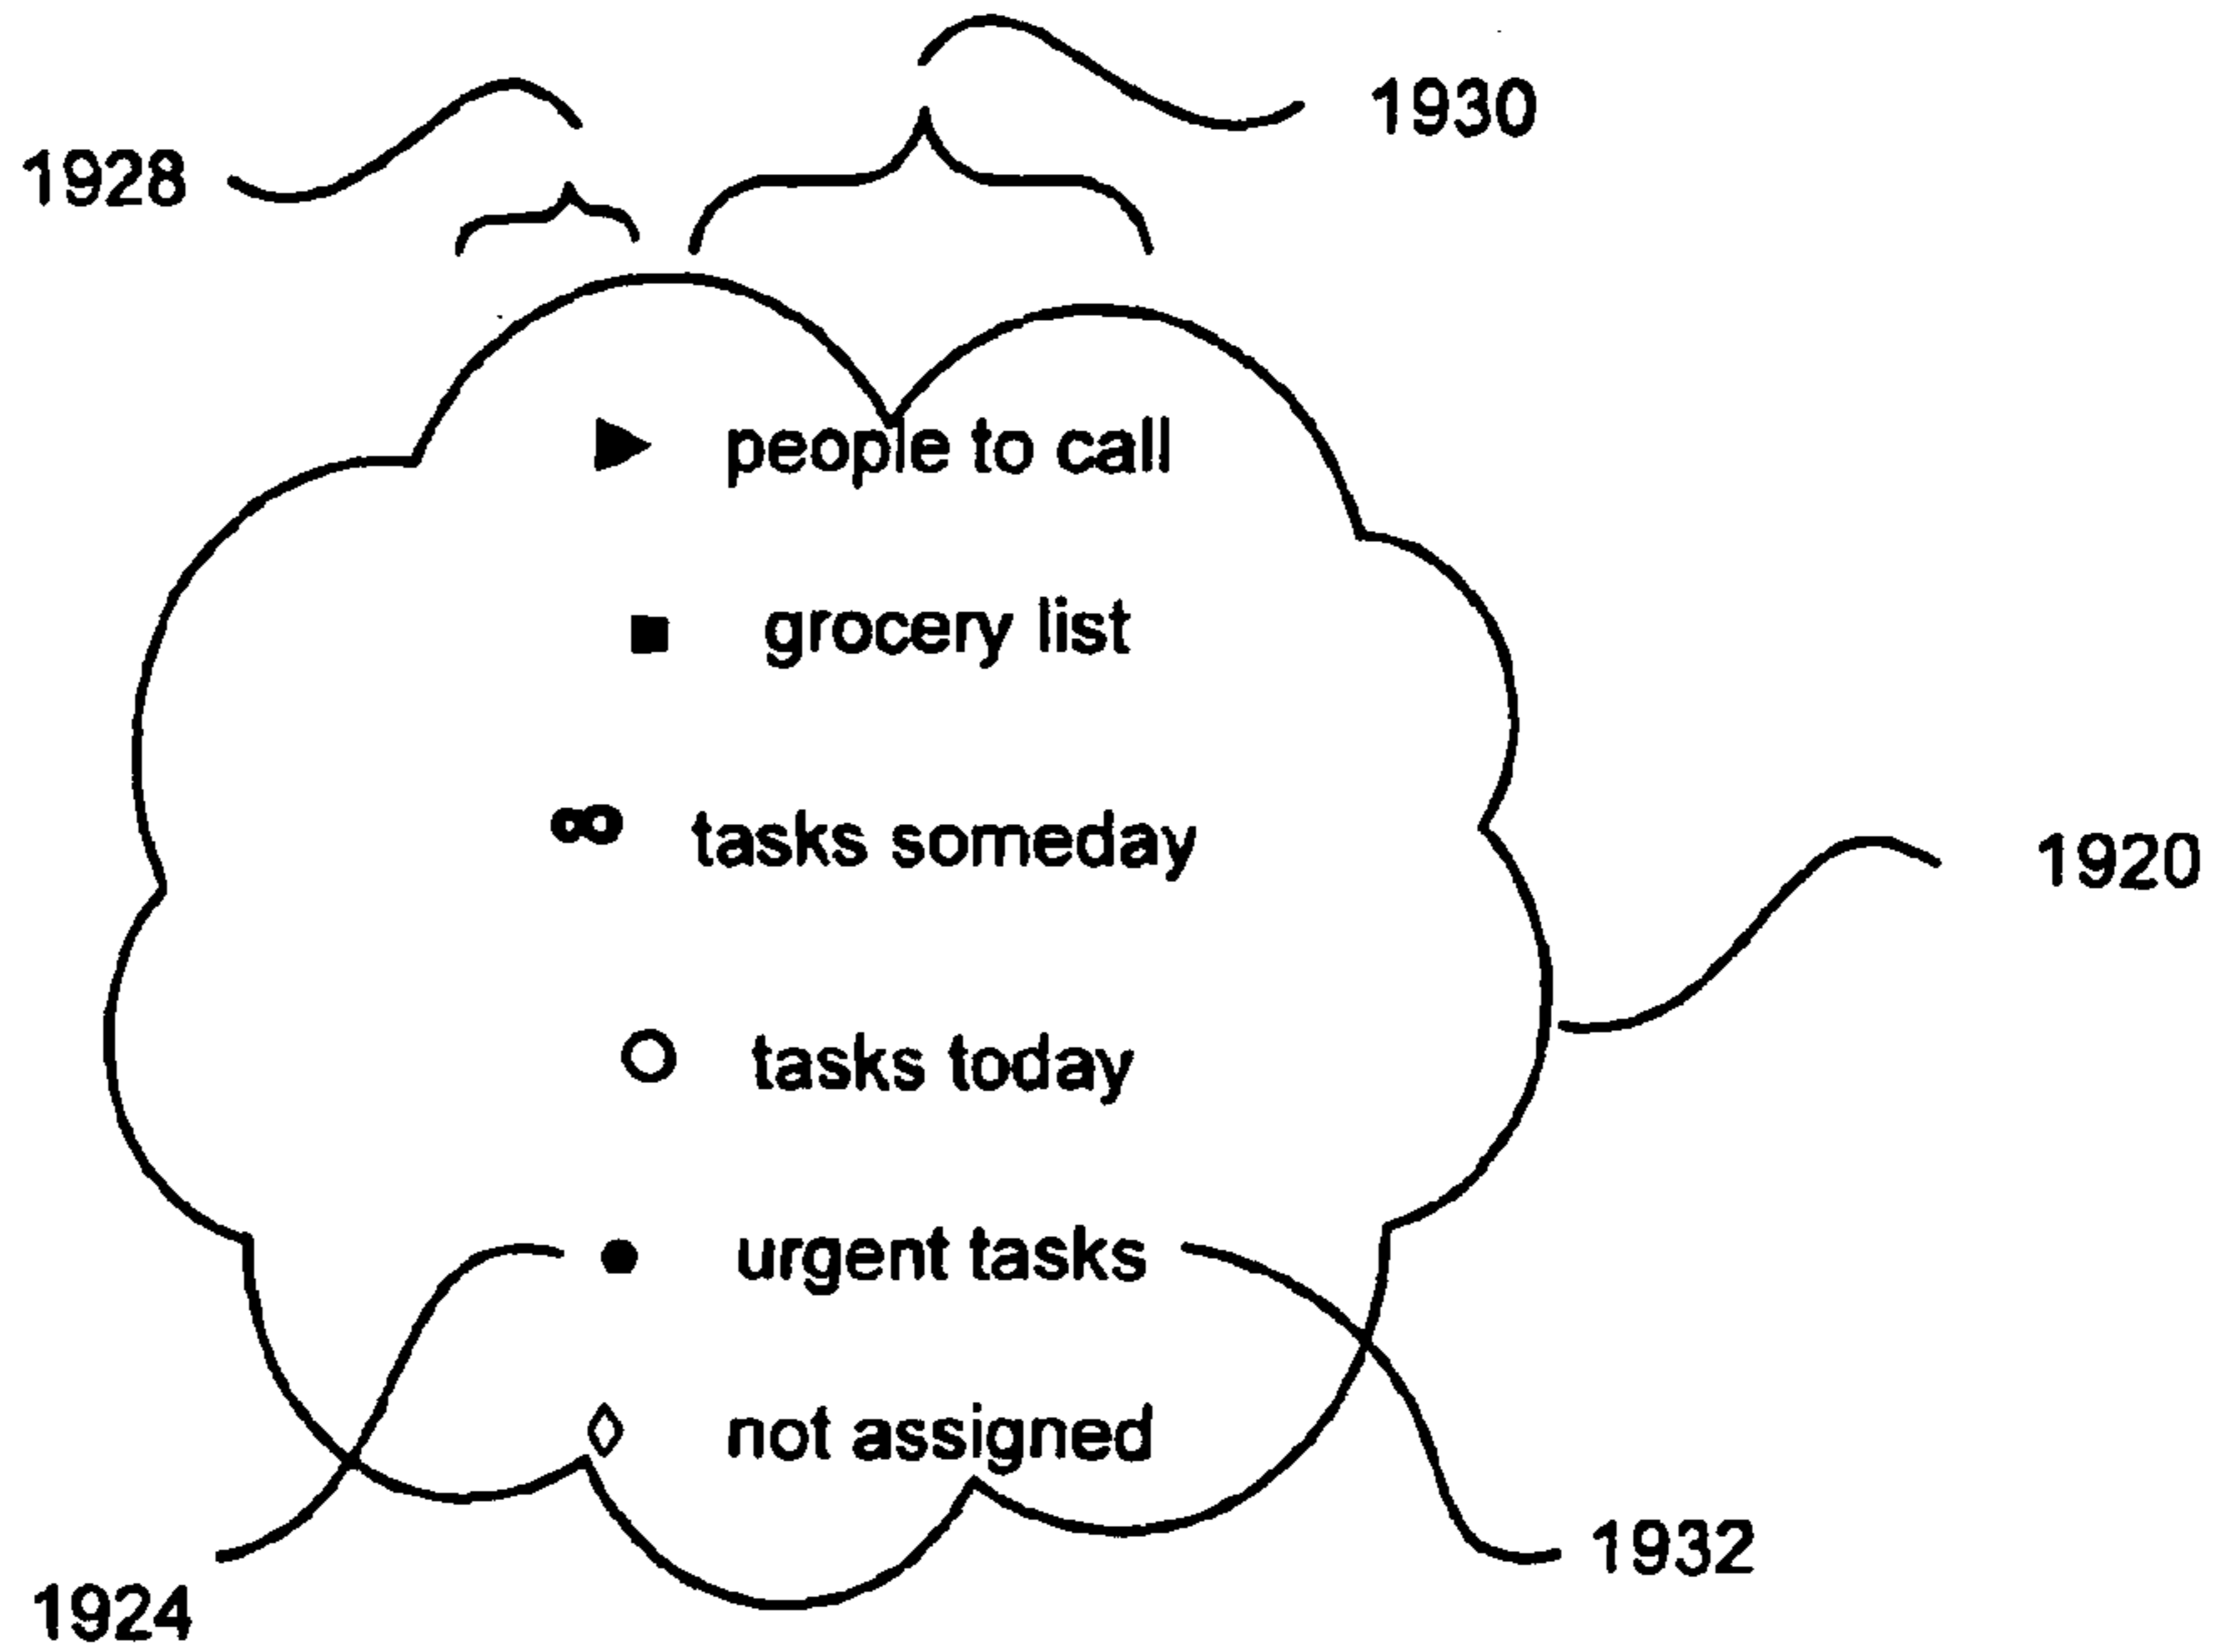 1930
1928
▶ people to call
■ grocery list
∞ tasks someday
○ tasks today
1920
● urgent tasks
◊ not assigned
1932
1924